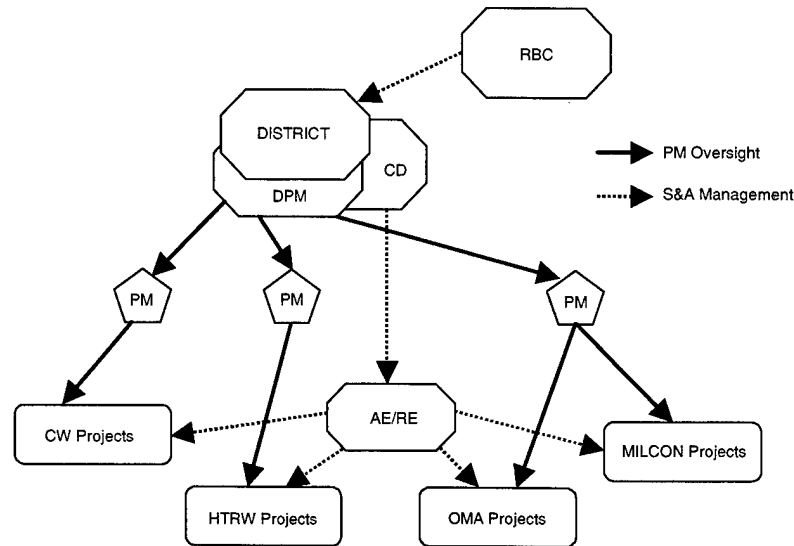 RBC
DISTRICT
CD
DPM
PM Oversight
S&A Management
PM
PM
PM
AE/RE
CW Projects
MILCON Projects
HTRW Projects
OMA Projects